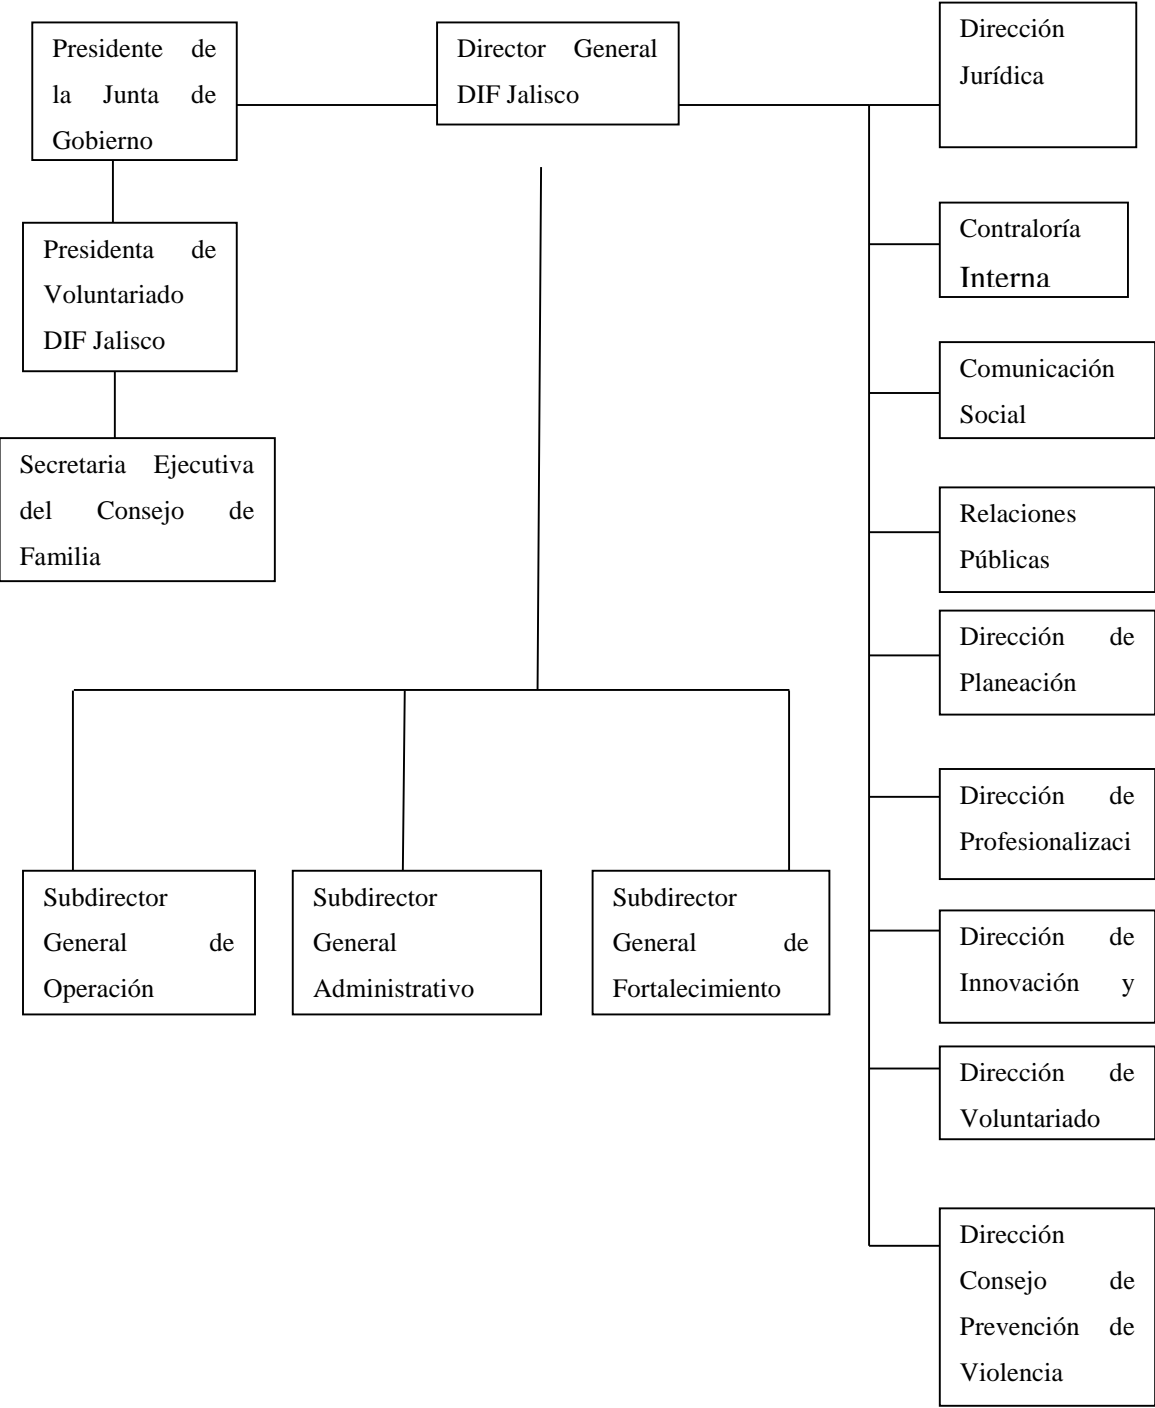 Presidente de
la Junta de
Gobierno
Director General
DIF Jalisco
Dirección
Jurídica
Presidenta de
Voluntariado
DIF Jalisco
Contraloría
Interna
Secretaria Ejecutiva
del Consejo de
Familia
Comunicación
Social
Relaciones
Públicas
Dirección de
Planeación
Dirección de
Profesionalizaci
Subdirector
General de
Operación
Subdirector
General
Administrativo
Subdirector
General de
Fortalecimiento
Dirección de
Innovación y
Dirección de
Voluntariado
Dirección
Consejo de
Prevención de
Violencia